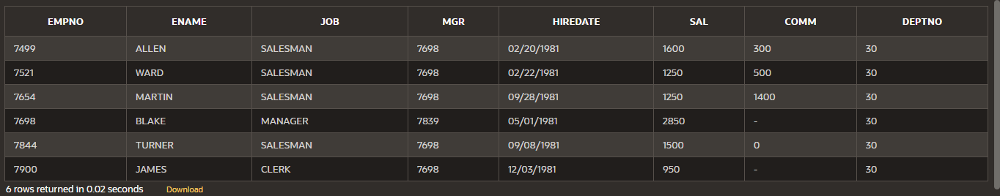 EMPNO ENAME JOB MGR HIREDATE SAL COMM DEPTNO
7499 ALLEN SALESMAN 7698 02/20/1981 1600 300 30
7521 WARD SALESMAN 7698 02/22/1981 1250 500 30
7654 MARTIN SALESMAN 7698 09/28/1981 1250 1400 30
7698 BLAKE MANAGER 7839 05/01/1981 2850 - 30
7844 TURNER SALESMAN 7698 09/08/1981 1500 0 30
7900 JAMES CLERK 7698 12/03/1981 950 - 30
6 rows returned in 0.02 seconds Download